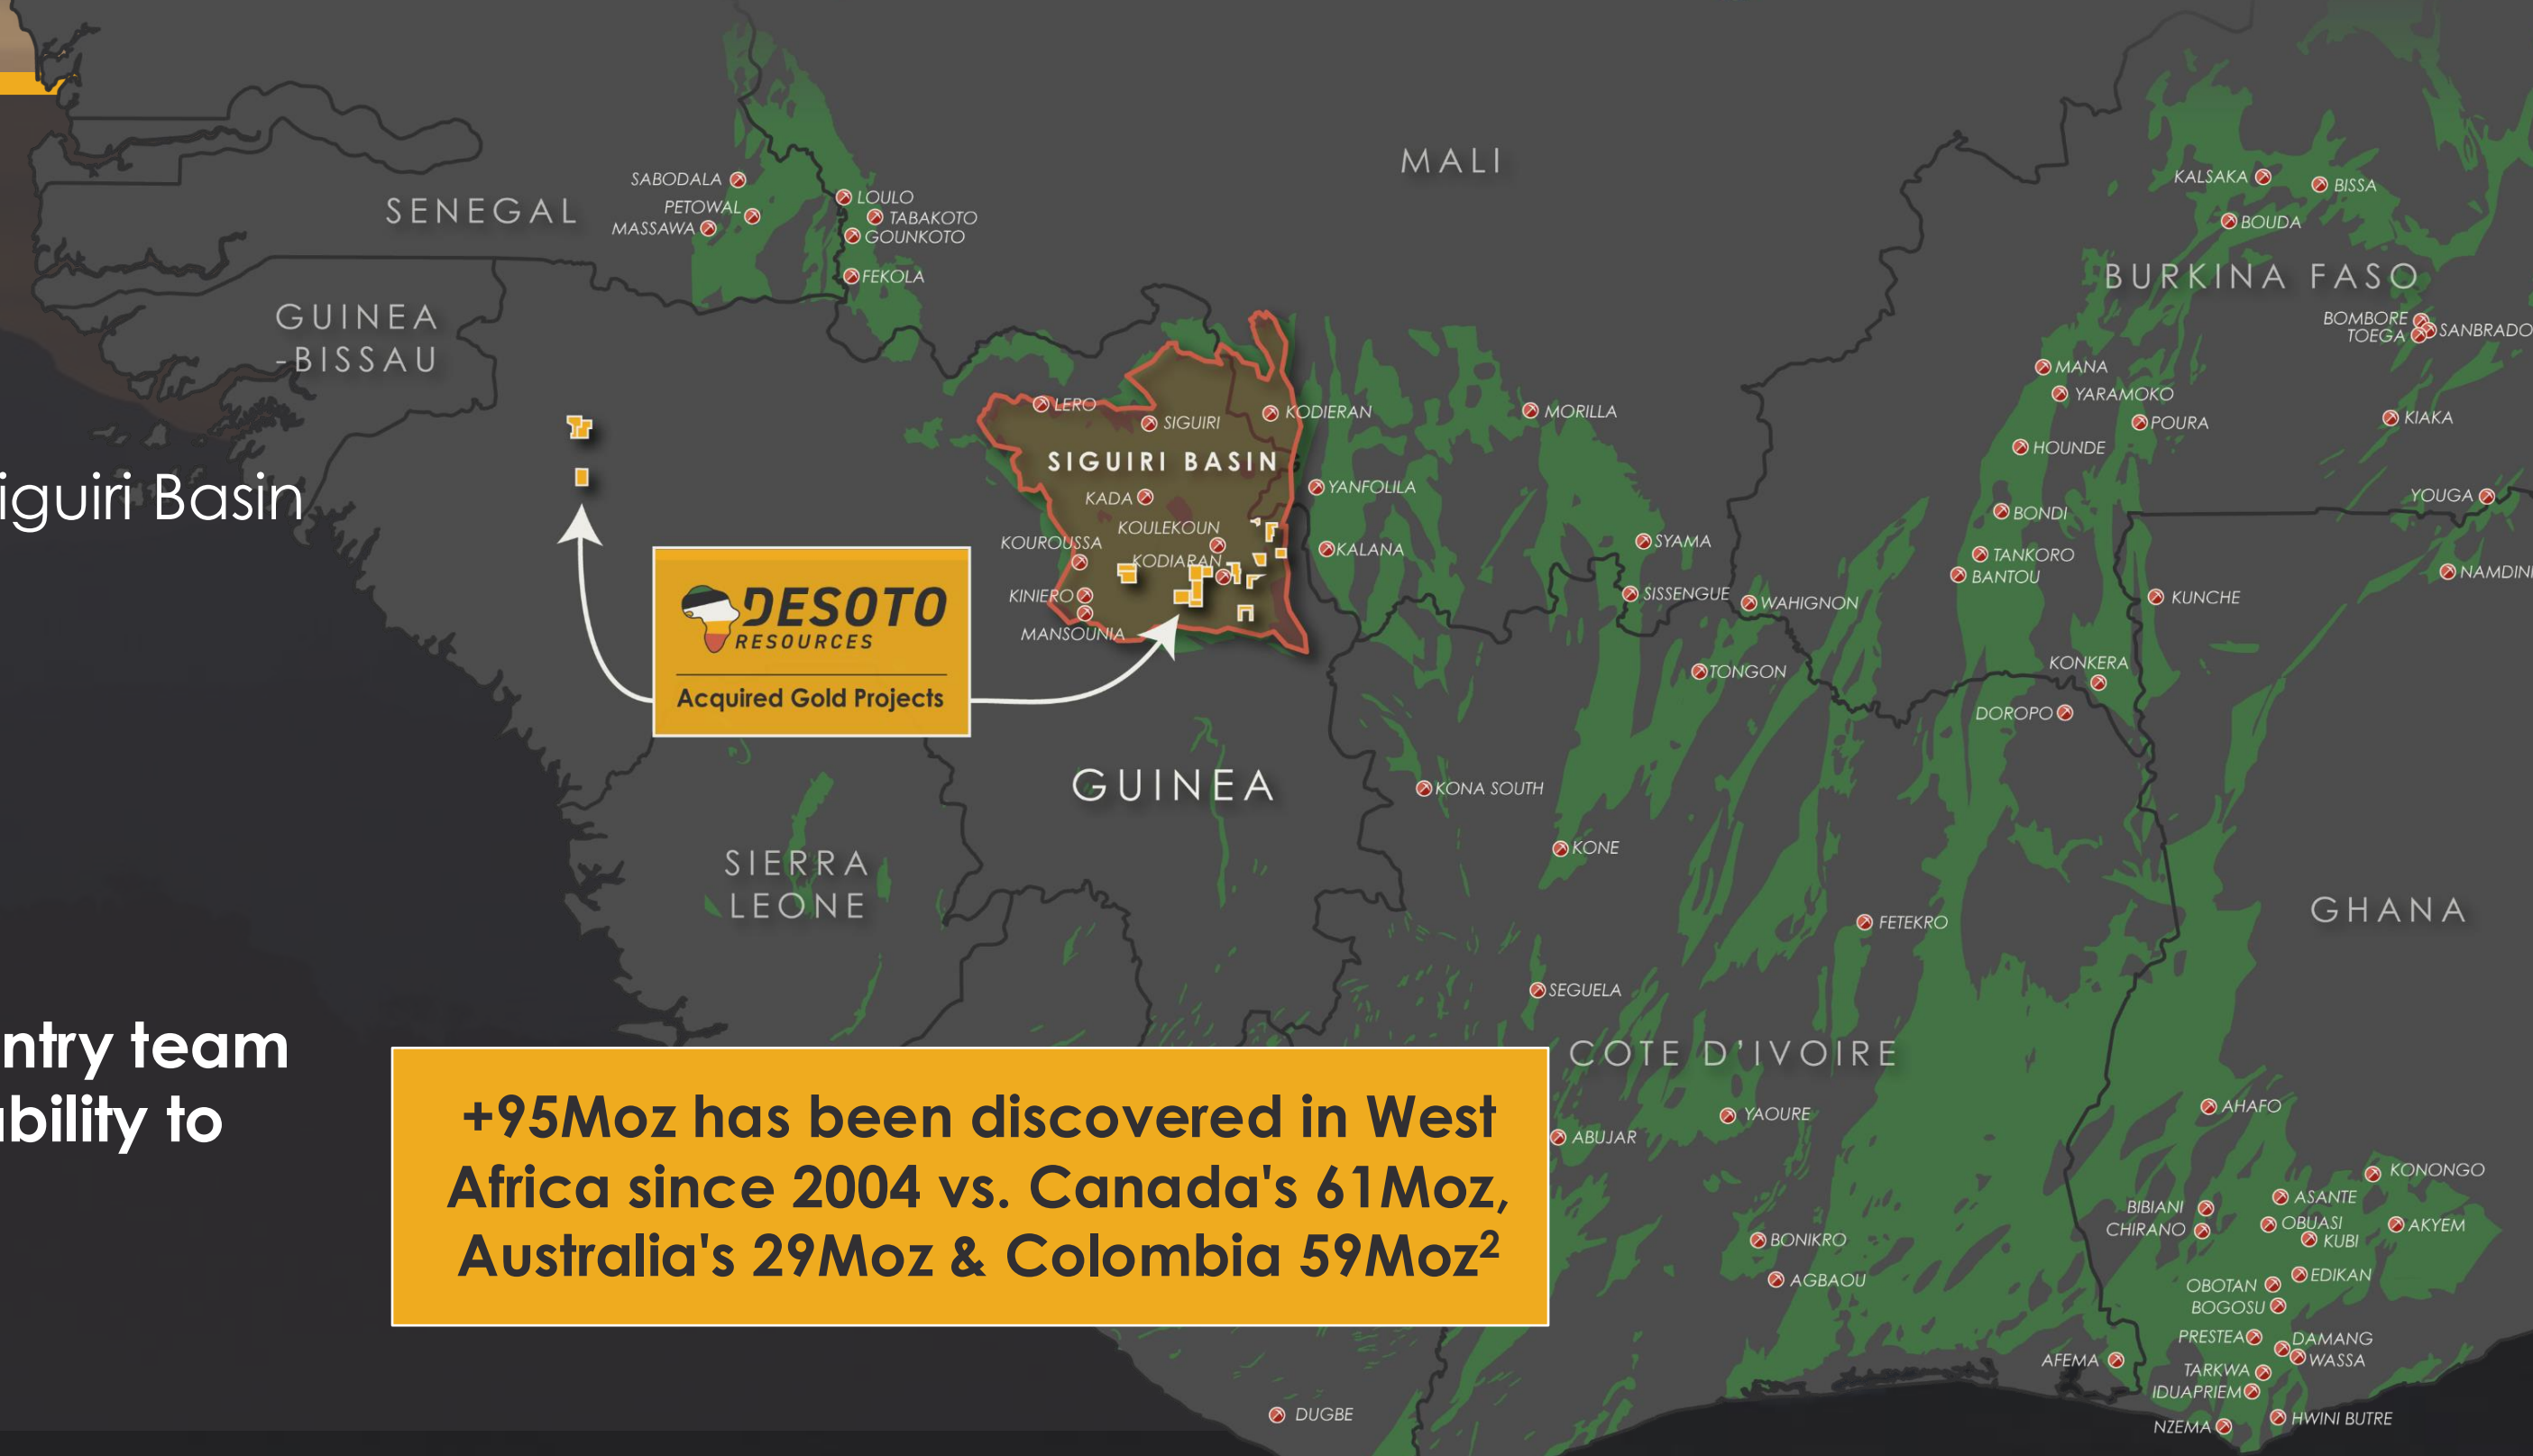 iguiri Basin
ntry team
ability to
SENEGAL
GUINEA
-BISSAU
MALI
BURKINA FASO
SABODALA
PETOWAL
MASSAWA
LOULO
TABAKOTO
GOUNKOTO
FEKOLA
KALSAKA
BISSA
BOUDA
BOMBORE
TOEGA
SANBRADO
MANA
YARAMOKO
POURA
HOUNDE
KIAKA
YOUGA
BONDI
TANKORO
BANTOU
NAMDINI
KUNCHE
KONKERA
DOROPO
LERO
SIGUIRI
KODIERAN
SIGUIRI BASIN
KADA
KOULEKOUN
KOUROUSSA
KODIARAN
KINIERO
MANSOUNIA
YANFOLILA
KALANA
MORILLA
SYAMA
SISSENGUE
WAHIGNON
TONGON
DESOTO
RESOURCES
Acquired Gold Projects
GUINEA
SIERRA
LEONE
KONA SOUTH
KONE
FETEKRO
SEGUELA
GHANA
COTE D'IVOIRE
YAOURE
ABUJAR
BONIKRO
AGBAOU
+95Moz has been discovered in West
Africa since 2004 vs. Canada's 61Moz,
Australia's 29Moz & Colombia 59Moz²
AHAFO
KONONGO
ASANTE
BIBIANI
CHIRANO
OBUASI
KUBI
AKYEM
EDIKAN
OBOTAN
BOGOSU
PRESTEA
DAMANG
WASSA
TARKWA
IDUAPRIEM
AFEMA
NZEMA
HWINI BUTRE
DUGBE